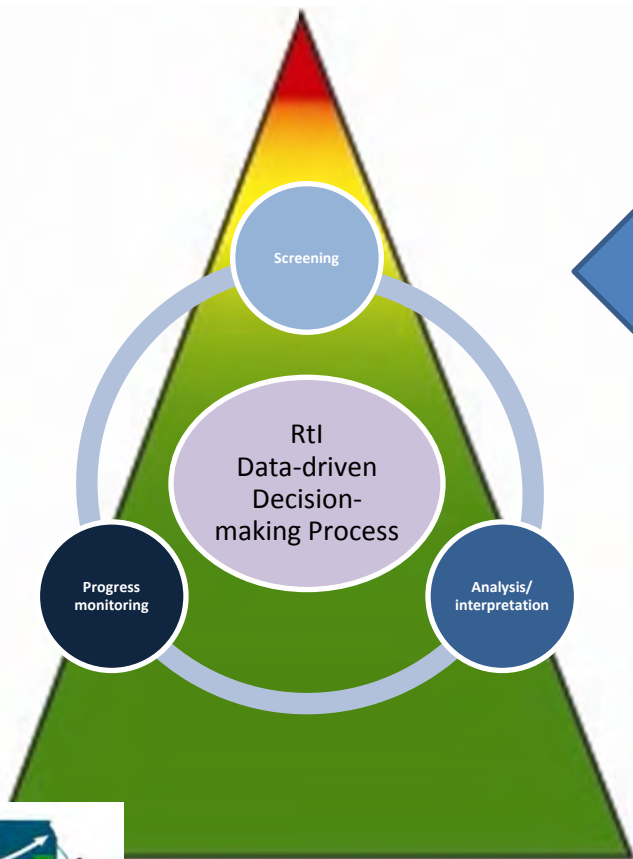 Screening
RtI
Data-driven
Decision-
making Process
Progress
monitoring
Analysis/
interpretation